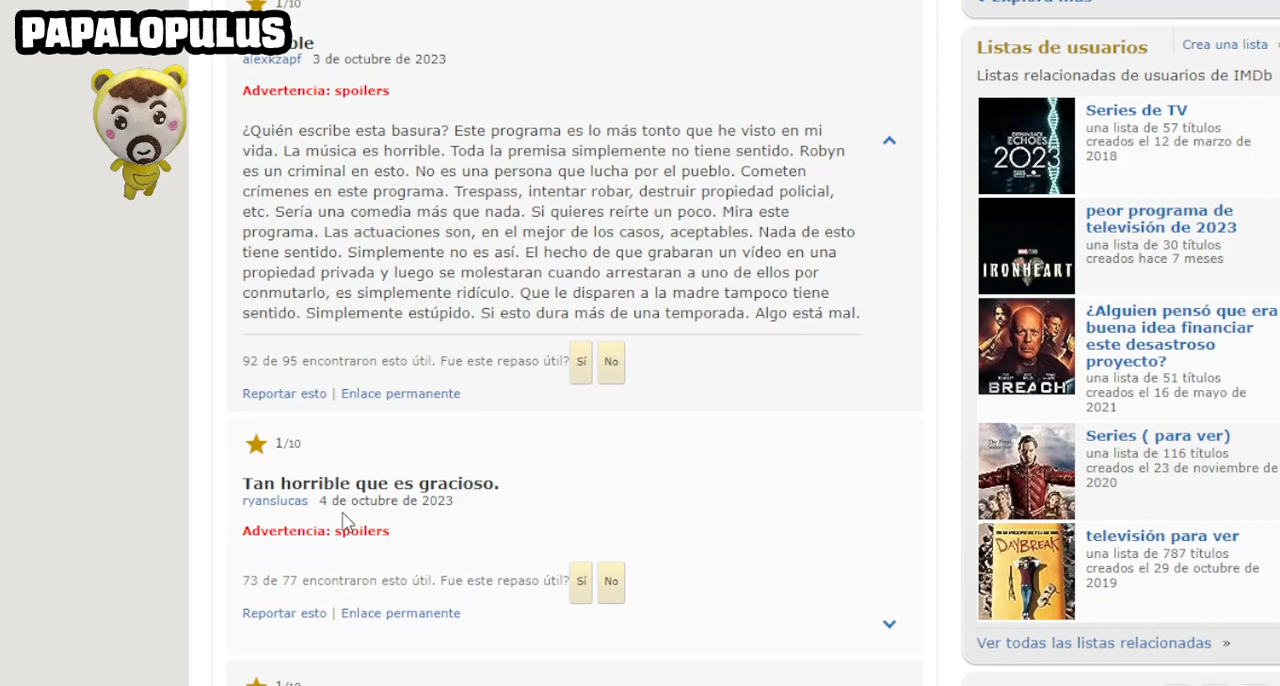 1/10
PAPALOPULUS
ble
alexkzapf 3 de octubre de 2023
Advertencia: spoilers
¿Quién escribe esta basura? Este programa es lo más tonto que he visto en mi
vida. La música es horrible. Toda la premisa simplemente no tiene sentido. Robyn
es un criminal en esto. No es una persona que lucha por el pueblo. Cometen
crímenes en este programa. Trespass, intentar robar, destruir propiedad policial,
etc. Sería una comedia más que nada. Si quieres reírte un poco. Mira este
programa. Las actuaciones son, en el mejor de los casos, aceptables. Nada de esto
tiene sentido. Simplemente no es así. El hecho de que grabaran un vídeo en una
propiedad privada y luego se molestaran cuando arrestaran a uno de ellos por
conmutarlo, es simplemente ridículo. Que le disparen a la madre tampoco tiene
sentido. Simplemente estúpido. Si esto dura más de una temporada. Algo está mal.
92 de 95 encontraron esto útil. Fue este repaso útil? Sí No
Reportar esto | Enlace permanente
1/10
Tan horrible que es gracioso.
ryanslucas 4 de octubre de 2023
Advertencia: spoilers
73 de 77 encontraron esto útil. Fue este repaso útil? Sí No
Reportar esto | Enlace permanente
1/10
Explora más
Listas de usuarios
Crea una lista »
Listas relacionadas de usuarios de IMDb
ECHOES
2023
Series de TV
una lista de 57 títulos
creados el 12 de marzo de
2018
IRONHEART
peor programa de
televisión de 2023
una lista de 30 títulos
creados hace 7 meses
BREACH
¿Alguien pensó que era
buena idea financiar
este desastroso
proyecto?
una lista de 51 títulos
creados el 16 de mayo de
2021
Series ( para ver)
una lista de 116 títulos
creados el 23 de noviembre de
2020
DAYBREAK
televisión para ver
una lista de 787 títulos
creados el 29 de octubre de
2019
Ver todas las listas relacionadas »